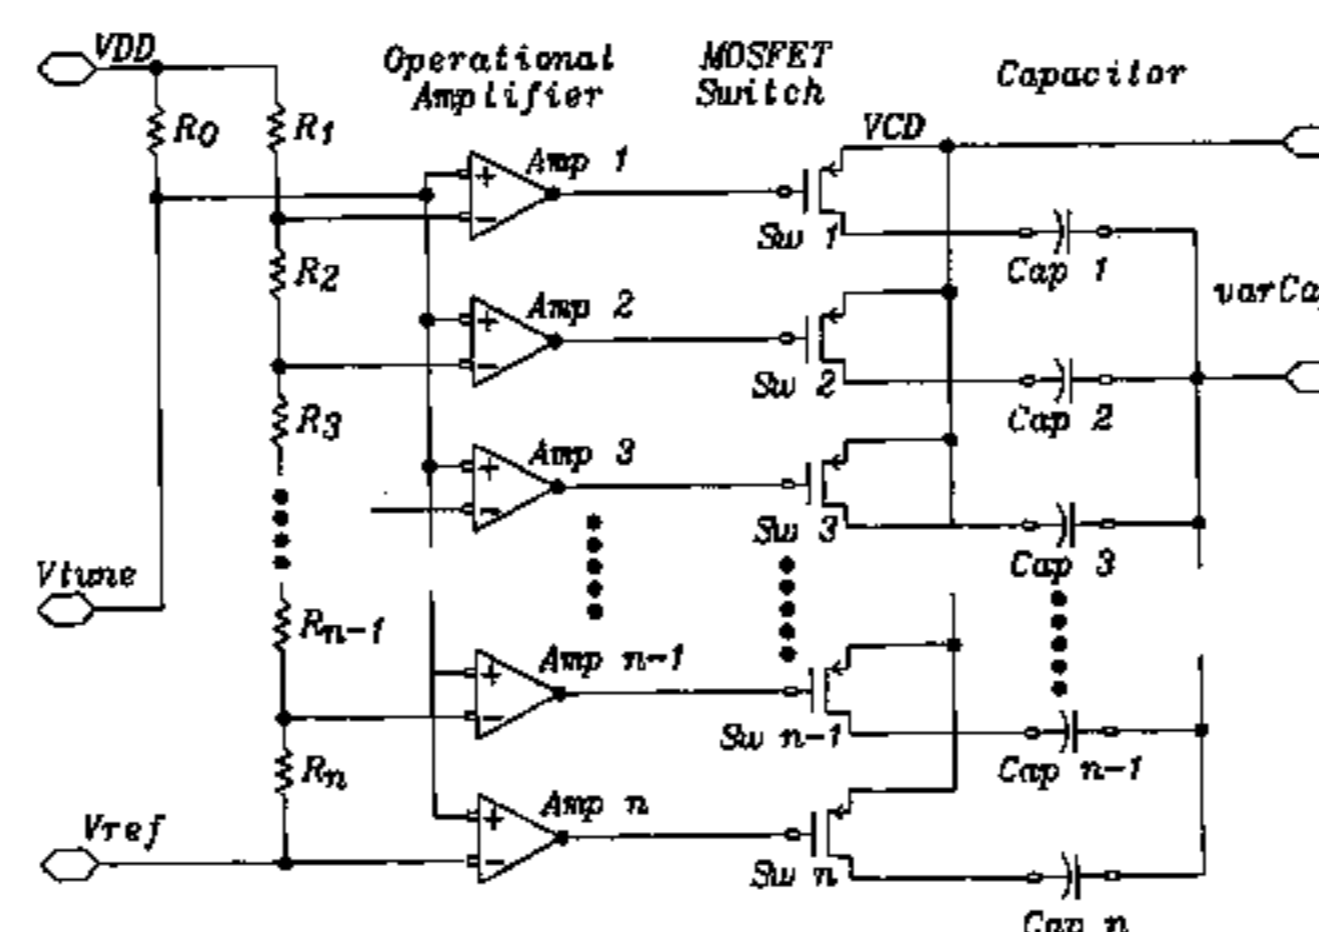 VDD
Operational
Amplifier
MOSFET
Switch
Capacitor
R0
R1
Amp 1
VCD
Sw 1
Cap 1
R2
Amp 2
varCa
Sw 2
Cap 2
R3
Amp 3
Sw 3
Cap 3
Vtune
Rn-1
Amp n-1
Sw n-1
Cap n-1
Rn
Amp n
Vref
Sw n
Cap n